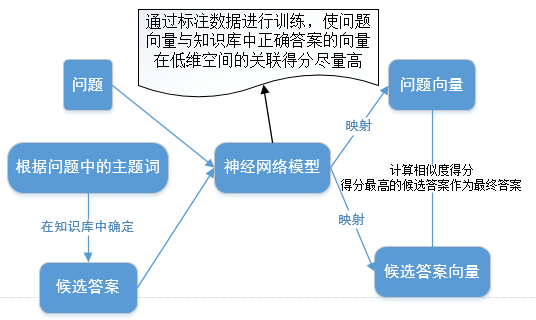 通过标注数据进行训练，使问题
向量与知识库中正确答案的向量
在低维空间的关联得分尽量高
问题
问题向量
映射
根据问题中的主题词
神经网络模型
计算相似度得分
得分最高的候选答案作为最终答案
在知识库中确定
映射
候选答案
候选答案向量